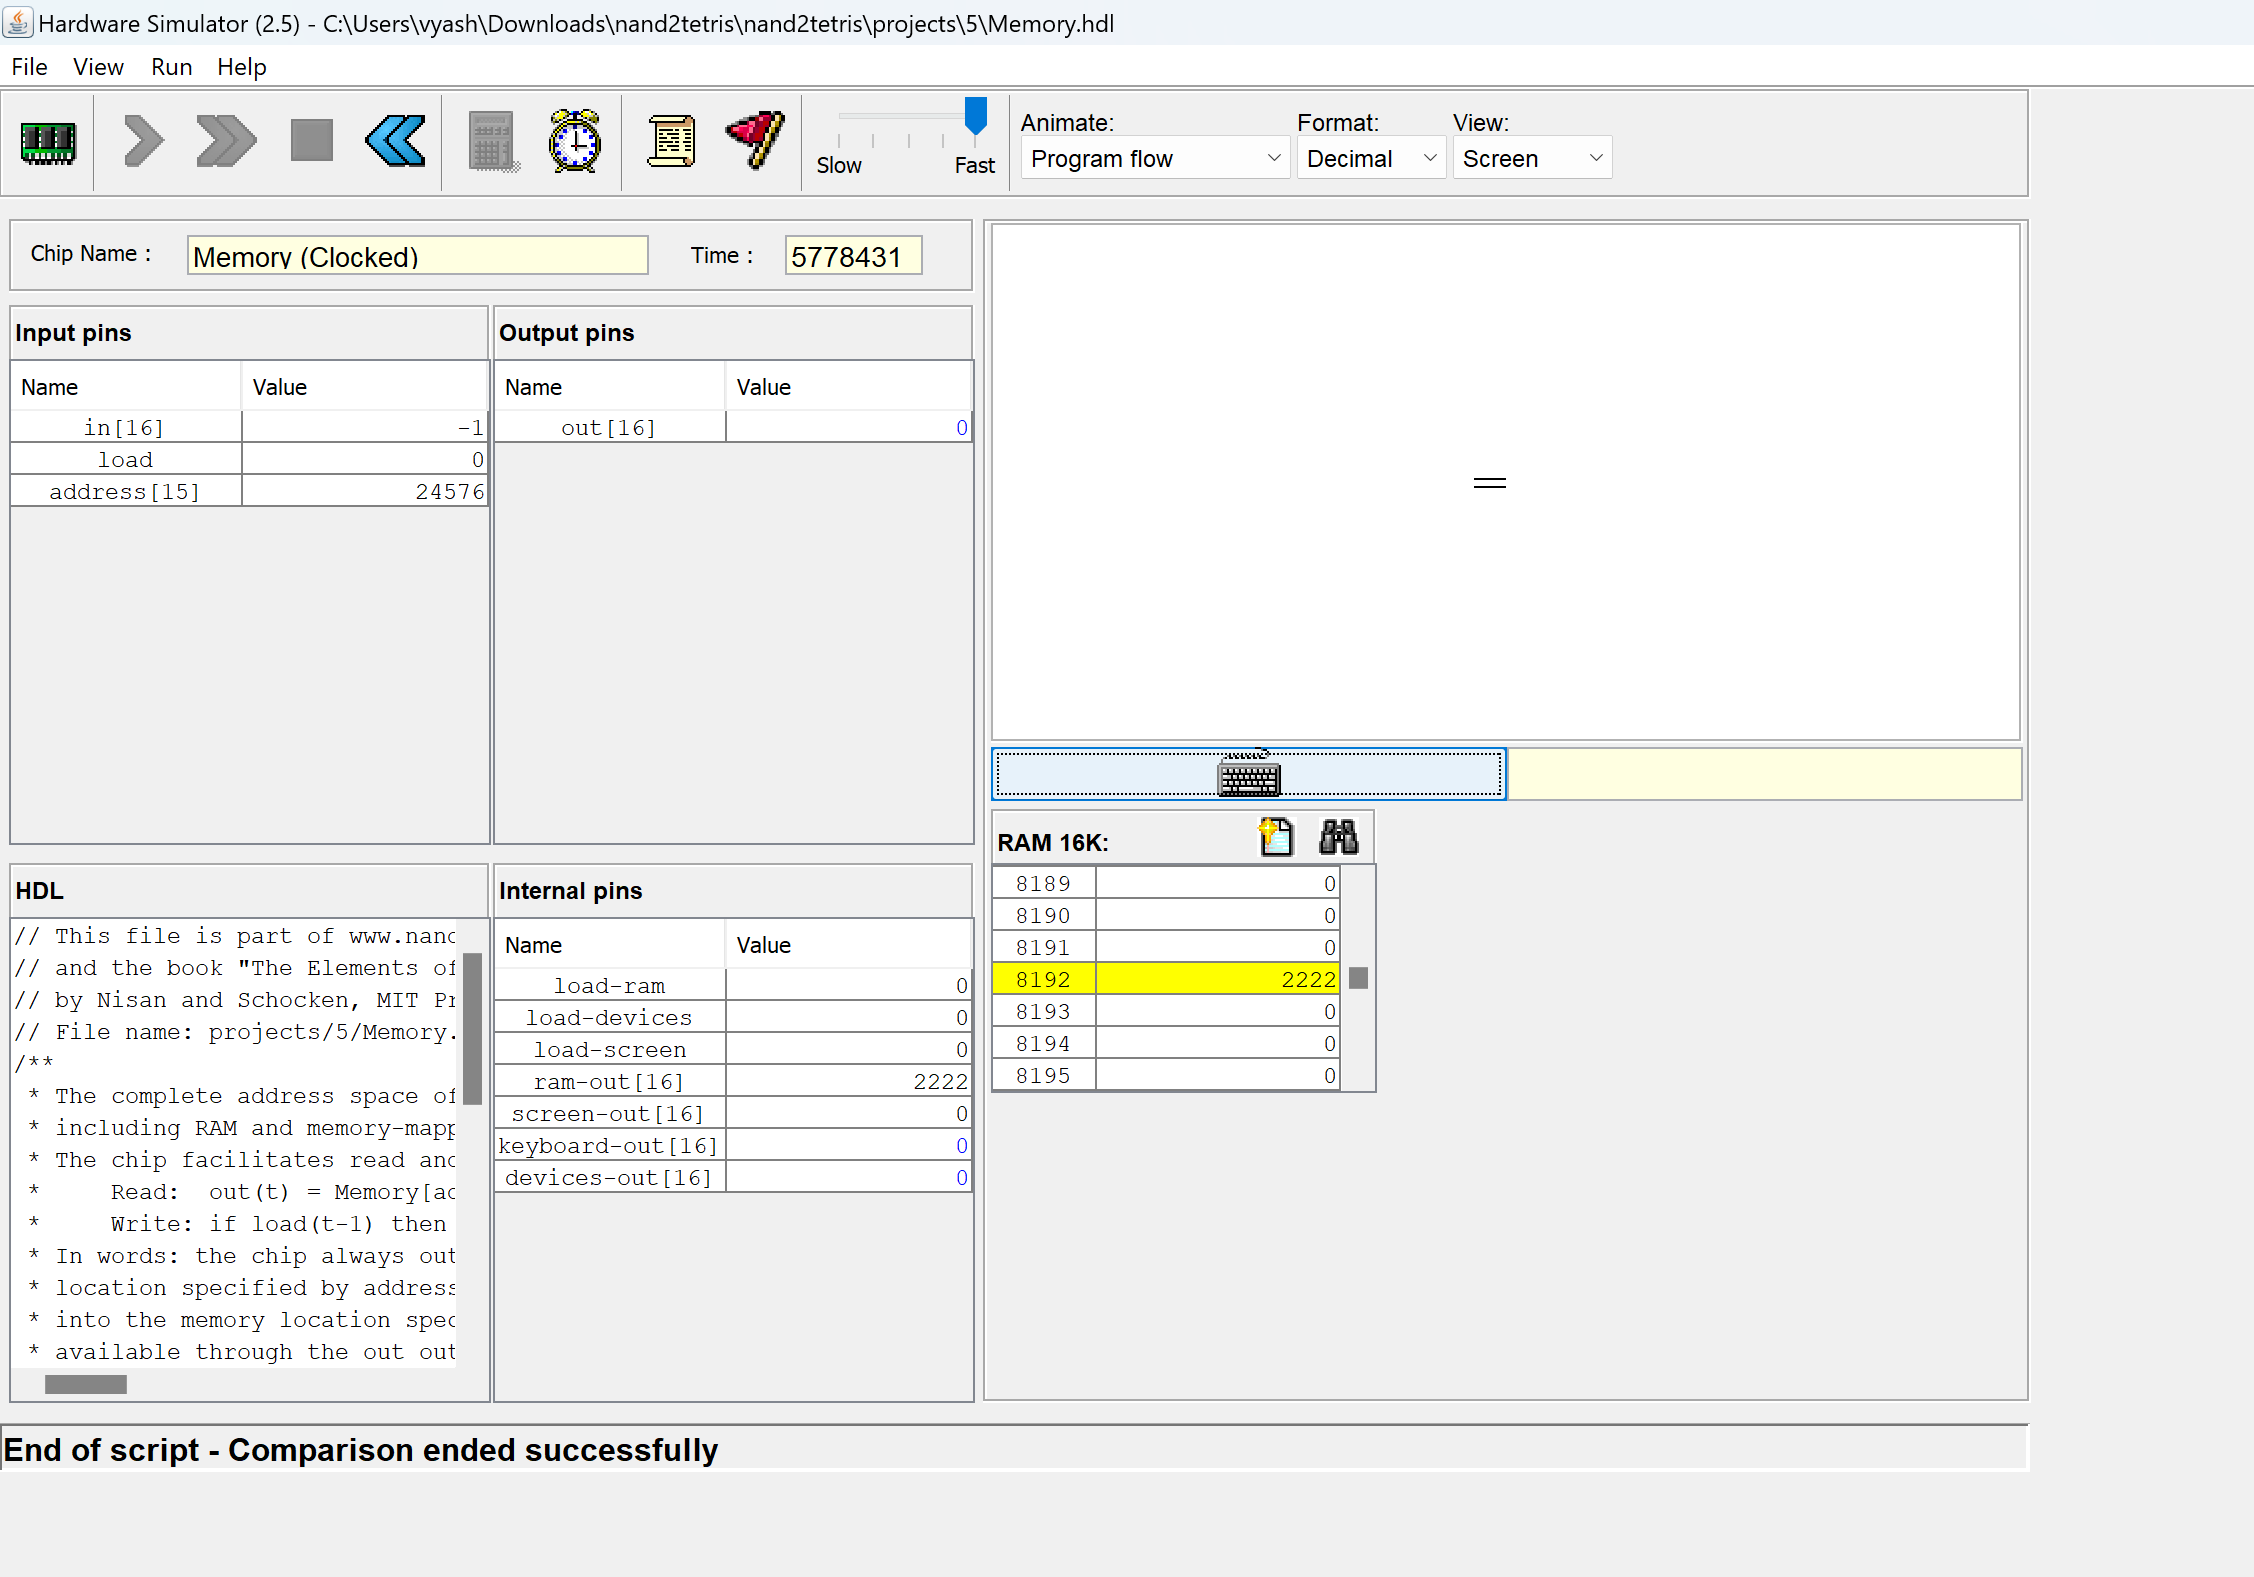 Hardware Simulator (2.5) - C:\Users\vyash\Downloads\nand2tetris\nand2tetris\projects\5\Memory.hdl
File View Run Help
Slow Fast
Animate: Format: View:
Program flow Decimal Screen
Chip Name : Memory (Clocked) Time : 5778431
Input pins
Name Value
in[16] -1
load 0
address[15] 24576
Output pins
Name Value
out[16] 0
HDL
// This file is part of www.nand
// and the book "The Elements of
// by Nisan and Schocken, MIT Pr
// File name: projects/5/Memory.
/**
* The complete address space of
* including RAM and memory-mapp
* The chip facilitates read and
* Read: out(t) = Memory[ad
* Write: if load(t-1) then
* In words: the chip always out
* location specified by address
* into the memory location spec
* available through the out out
Internal pins
Name Value
load-ram 0
load-devices 0
load-screen 0
ram-out[16] 2222
screen-out[16] 0
keyboard-out[16] 0
devices-out[16] 0
RAM 16K:
8189 0
8190 0
8191 0
8192 2222
8193 0
8194 0
8195 0
End of script - Comparison ended successfully